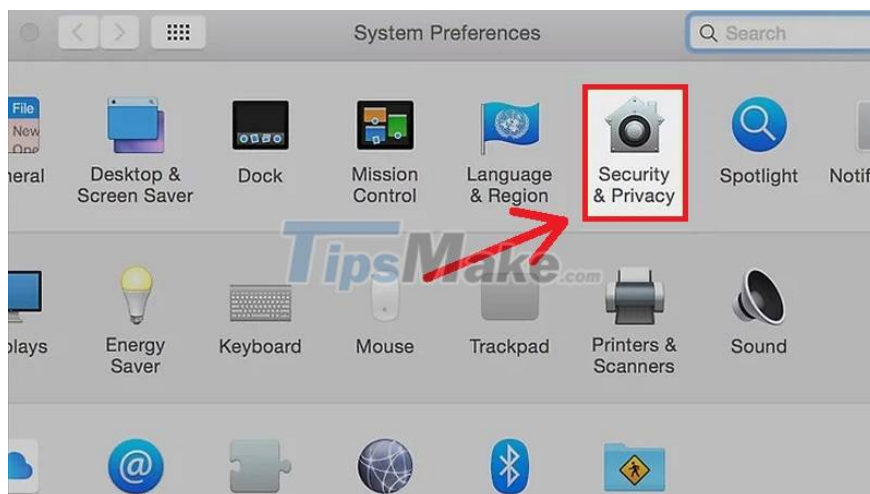 System Preferences
Search
File
New
One
neral
Desktop &
Screen Saver
Dock
Mission
Control
Language
& Region
Security
& Privacy
Spotlight
Notif
TipsMake.com
plays
Energy
Saver
Keyboard
Mouse
Trackpad
Printers &
Scanners
Sound